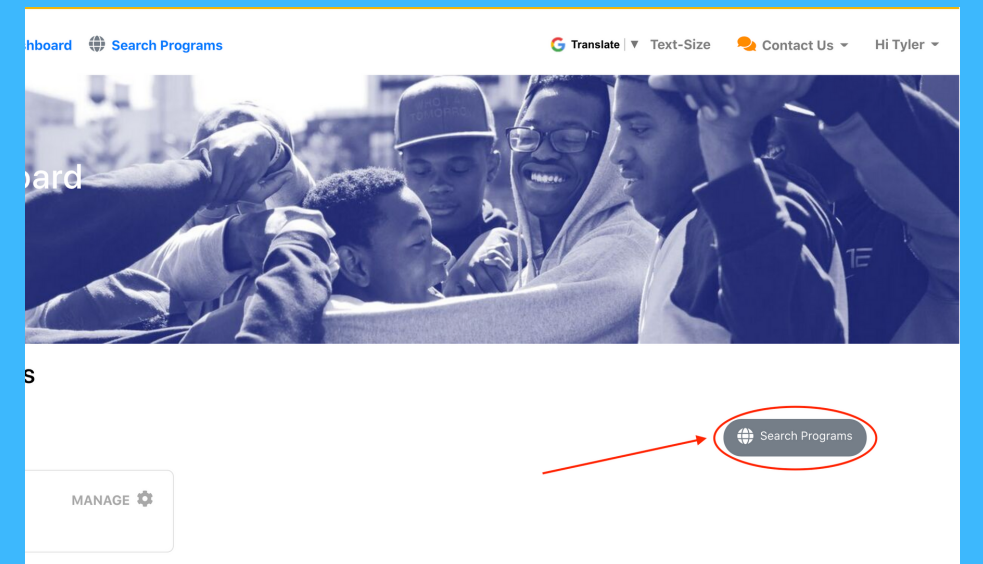 hboard Search Programs Translate ▼ Text-Size Contact Us Hi Tyler
oard
s
Search Programs
MANAGE